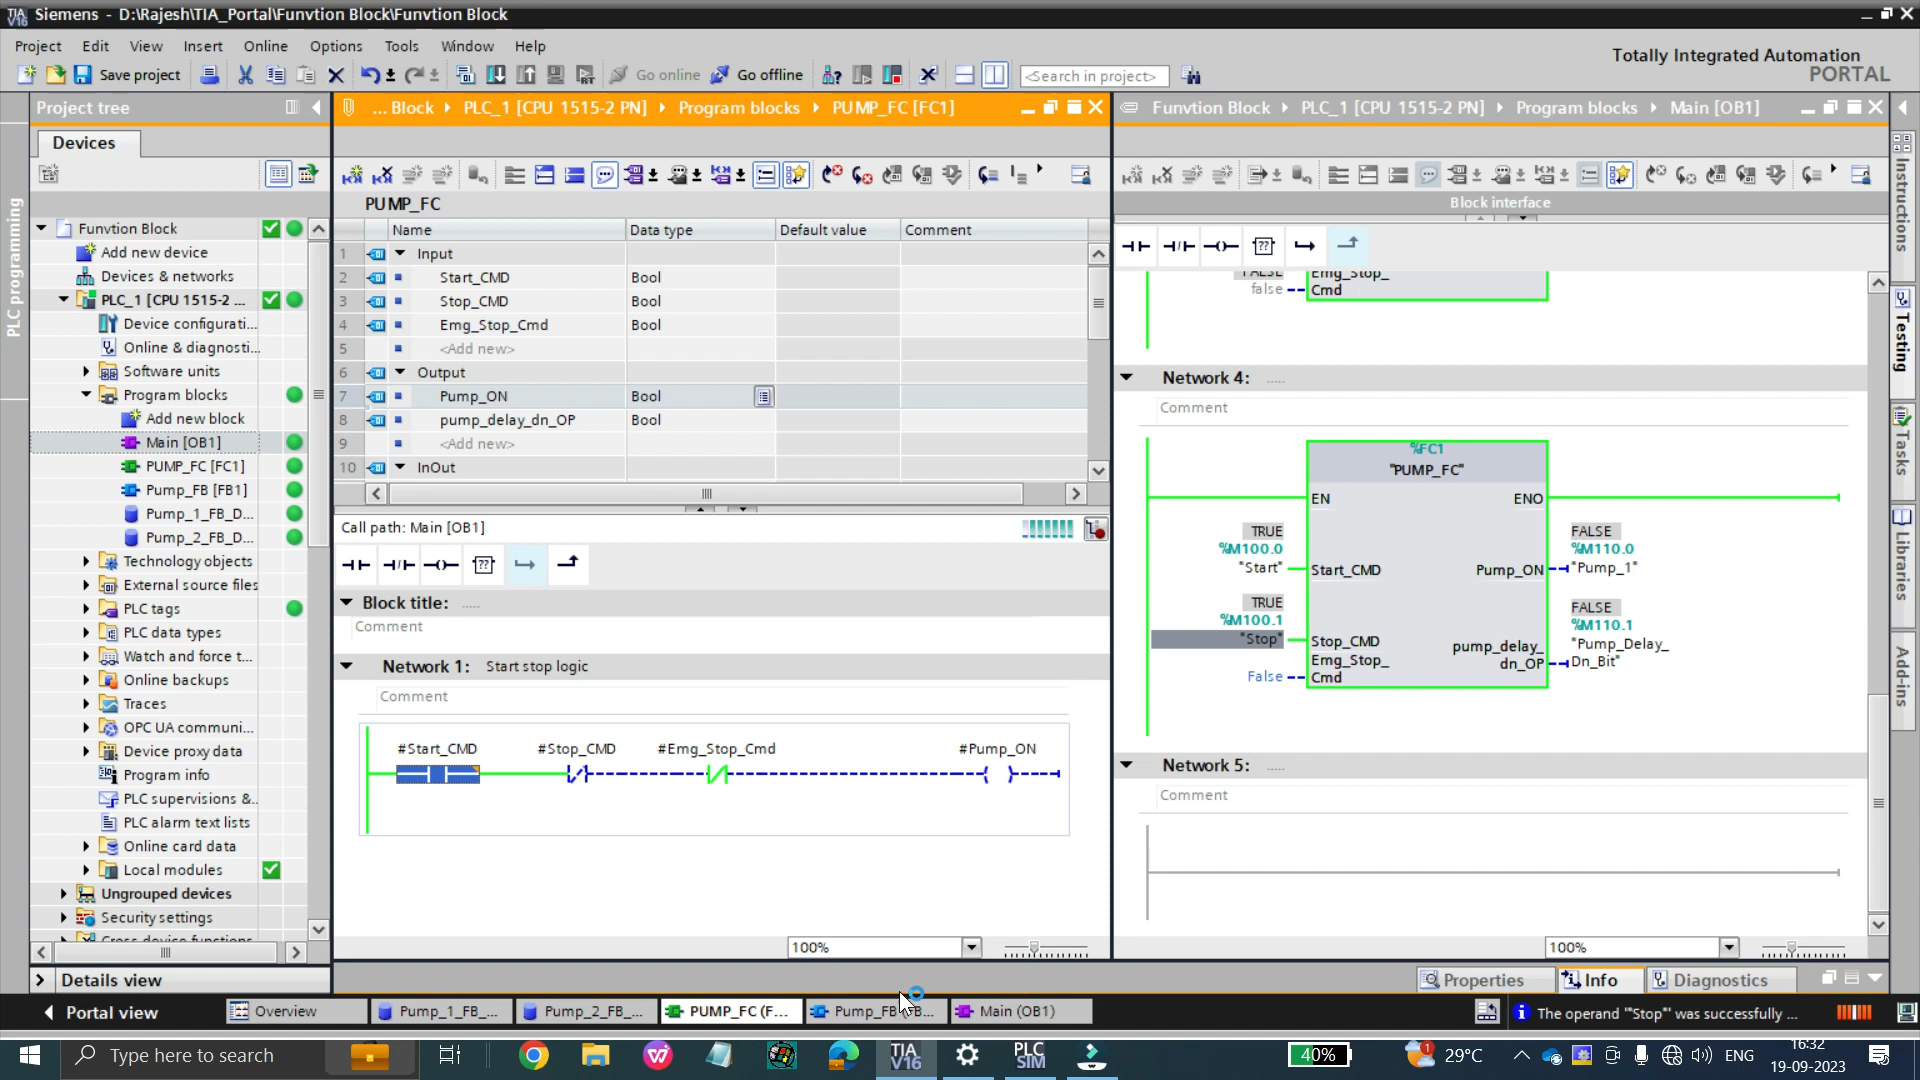 Siemens - D:\Rajesh\TIA_Portal\Funvtion Block\Funvtion Block
Project Edit View Insert Online Options Tools Window Help
Totally Integrated Automation
PORTAL
Save project Go online Go offline <Search in project>
Project tree
... Block PLC_1 [CPU 1515-2 PN] Program blocks PUMP_FC [FC1]
Funvtion Block PLC_1 [CPU 1515-2 PN] Program blocks Main [OB1]
Devices
PLC programming
Funvtion Block
Add new device
Devices & networks
PLC_1 [CPU 1515-2 ...
Device configurati...
Online & diagnosti...
Software units
Program blocks
Add new block
Main [OB1]
PUMP_FC [FC1]
Pump_FB [FB1]
Pump_1_FB_D...
Pump_2_FB_D...
Technology objects
External source files
PLC tags
PLC data types
Watch and force t...
Online backups
Traces
OPC UA communi...
Device proxy data
Program info
PLC supervisions &..
PLC alarm text lists
Online card data
Local modules
Ungrouped devices
Security settings
Cross-device functions
Details view
PUMP_FC
Name Data type Default value Comment
1 Input
2 Start_CMD Bool
3 Stop_CMD Bool
4 Emg_Stop_Cmd Bool
5 <Add new>
6 Output
7 Pump_ON Bool
8 pump_delay_dn_OP Bool
9 <Add new>
10 InOut
Call path: Main [OB1]
Block title: .....
Comment
Network 1: Start stop logic
Comment
#Start_CMD #Stop_CMD #Emg_Stop_Cmd #Pump_ON
100%
Block interface
FALSE
false
Emg_Stop_
Cmd
Network 4: .....
Comment
%FC1
"PUMP_FC"
EN ENO
TRUE
%M100.0
"Start" Start_CMD
Pump_ON
FALSE
%M110.0
"Pump_1"
TRUE
%M100.1
"Stop" Stop_CMD
False
Emg_Stop_
Cmd
pump_delay_
dn_OP
FALSE
%M110.1
"Pump_Delay_
Dn_Bit"
Network 5: .....
Comment
100%
Instructions
Testing
Tasks
Libraries
Add-ins
Properties Info Diagnostics
Portal view Overview Pump_1_FB_... Pump_2_FB_... PUMP_FC (F... Pump_FB (FB... Main (OB1) The operand '"Stop"' was successfully ...
Type here to search
TIA
V16
PLC
SIM
40%
1
29°C
ENG
16:32
19-09-2023